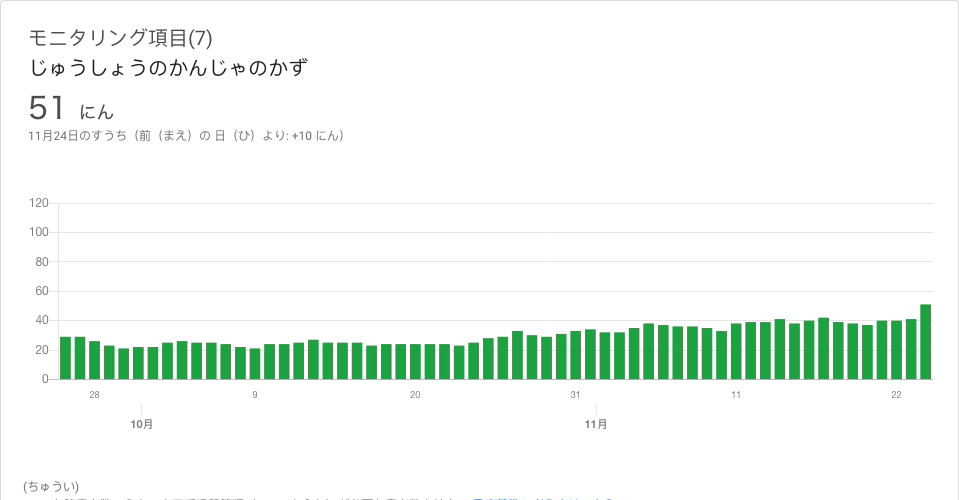 モニタリング項目(7)
じゅうしょうのかんじゃのかず
51 にん
11月24日のすうち（前（まえ）の 日（ひ）より: +10 にん）
120
100
80
60
40
20
0
28 9 20 31 11 22
10月 11月
(ちゅうい)